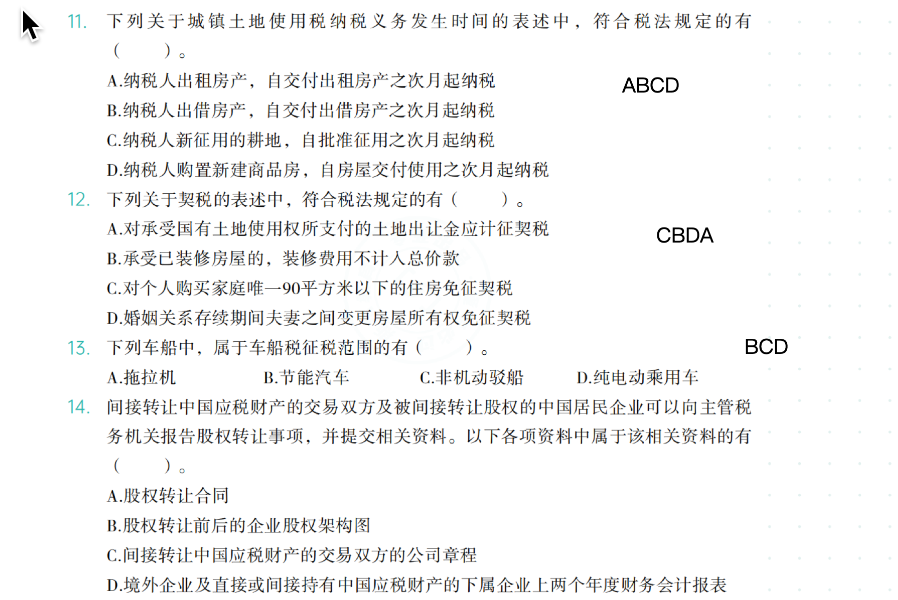 11. 下列关于城镇土地使用税纳税义务发生时间的表述中，符合税法规定的有
（　　）。
A.纳税人出租房产，自交付出租房产之次月起纳税
ABCD
B.纳税人出借房产，自交付出借房产之次月起纳税
C.纳税人新征用的耕地，自批准征用之次月起纳税
D.纳税人购置新建商品房，自房屋交付使用之次月起纳税
12. 下列关于契税的表述中，符合税法规定的有（　　）。
A.对承受国有土地使用权所支付的土地出让金应计征契税
CBDA
B.承受已装修房屋的，装修费用不计入总价款
C.对个人购买家庭唯一90平方米以下的住房免征契税
D.婚姻关系存续期间夫妻之间变更房屋所有权免征契税
13. 下列车船中，属于车船税征税范围的有（　　）。
BCD
A.拖拉机 B.节能汽车 C.非机动驳船 D.纯电动乘用车
14. 间接转让中国应税财产的交易双方及被间接转让股权的中国居民企业可以向主管税
务机关报告股权转让事项，并提交相关资料。以下各项资料中属于该相关资料的有
（　　）。
A.股权转让合同
B.股权转让前后的企业股权架构图
C.间接转让中国应税财产的交易双方的公司章程
D.境外企业及直接或间接持有中国应税财产的下属企业上两个年度财务会计报表